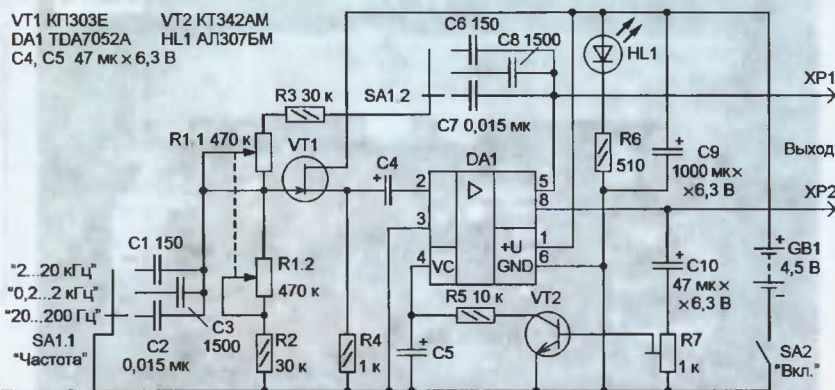 VT1 КП303Е VT2 КТ342АМ
DA1 TDA7052A HL1 АЛ307БМ
C4, C5 47 мк × 6,3 В
C6 150
C8 1500
HL1
XP1
SA1.2
R3 30 к
C7 0,015 мк
R1.1 470 к
VT1
C4
DA1
R6
510
C9
1000 мк×
×6,3 В
Выход
XP2
2
3
4
VC
5
8
+U
1
GND
6
C1 150
"2...20 кГц"
"0,2...2 кГц"
"20...200 Гц"
SA1.1
"Частота"
C2
0,015 мк
C3
1500
R1.2
470 к
R2
30 к
R4
1 к
C5
R5 10 к
VT2
C10
47 мк×
×6,3 В
R7
1 к
GB1
4,5 В
SA2
"Вкл."